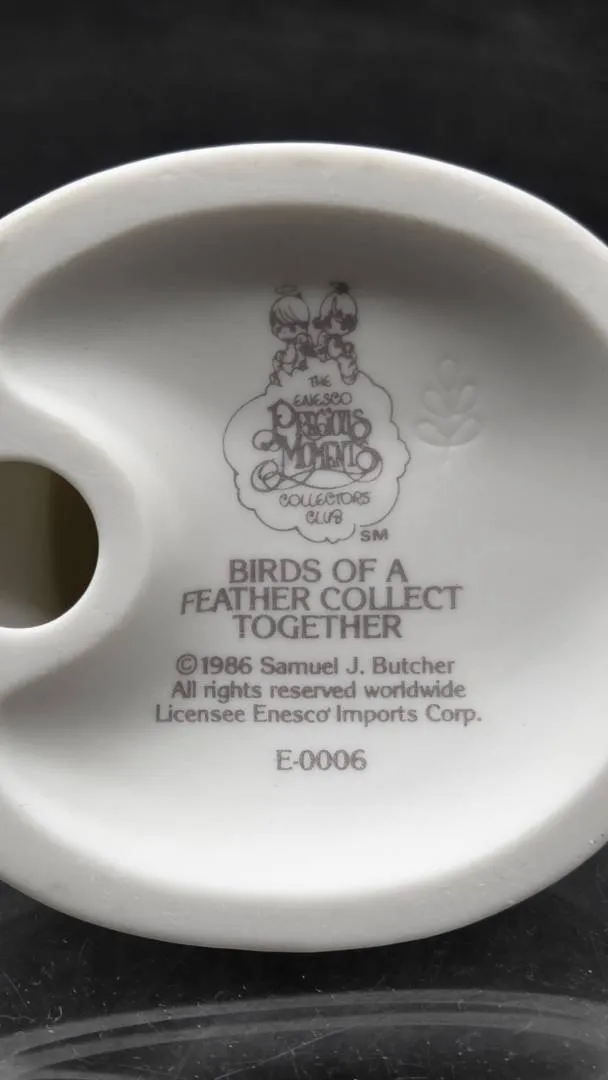 THE
ENESCO
PRECIOUS
MOMENTS
COLLECTORS
CLUB
SM
BIRDS OF A
FEATHER COLLECT
TOGETHER
©1986 Samuel J. Butcher
All rights reserved worldwide
Licensee Enesco Imports Corp.
E-0006